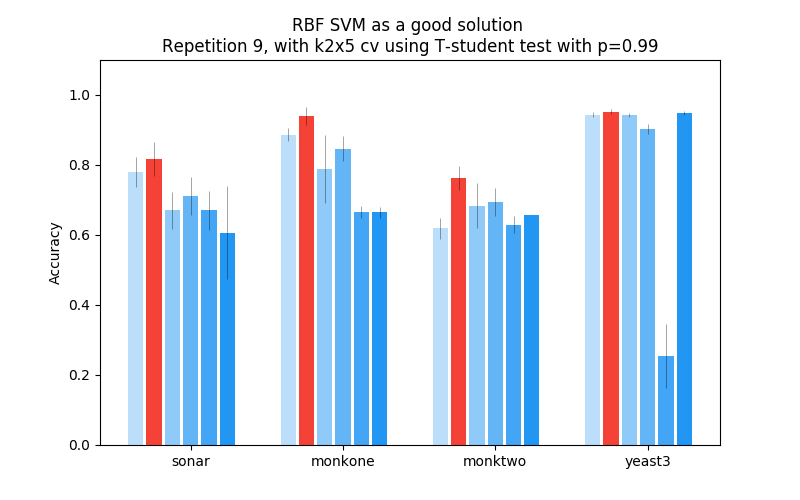 RBF SVM as a good solution
Repetition 9, with k2x5 cv using T-student test with p=0.99
1.0
0.8
0.6
0.4
0.2
0.0
Accuracy
sonar monkone monktwo yeast3